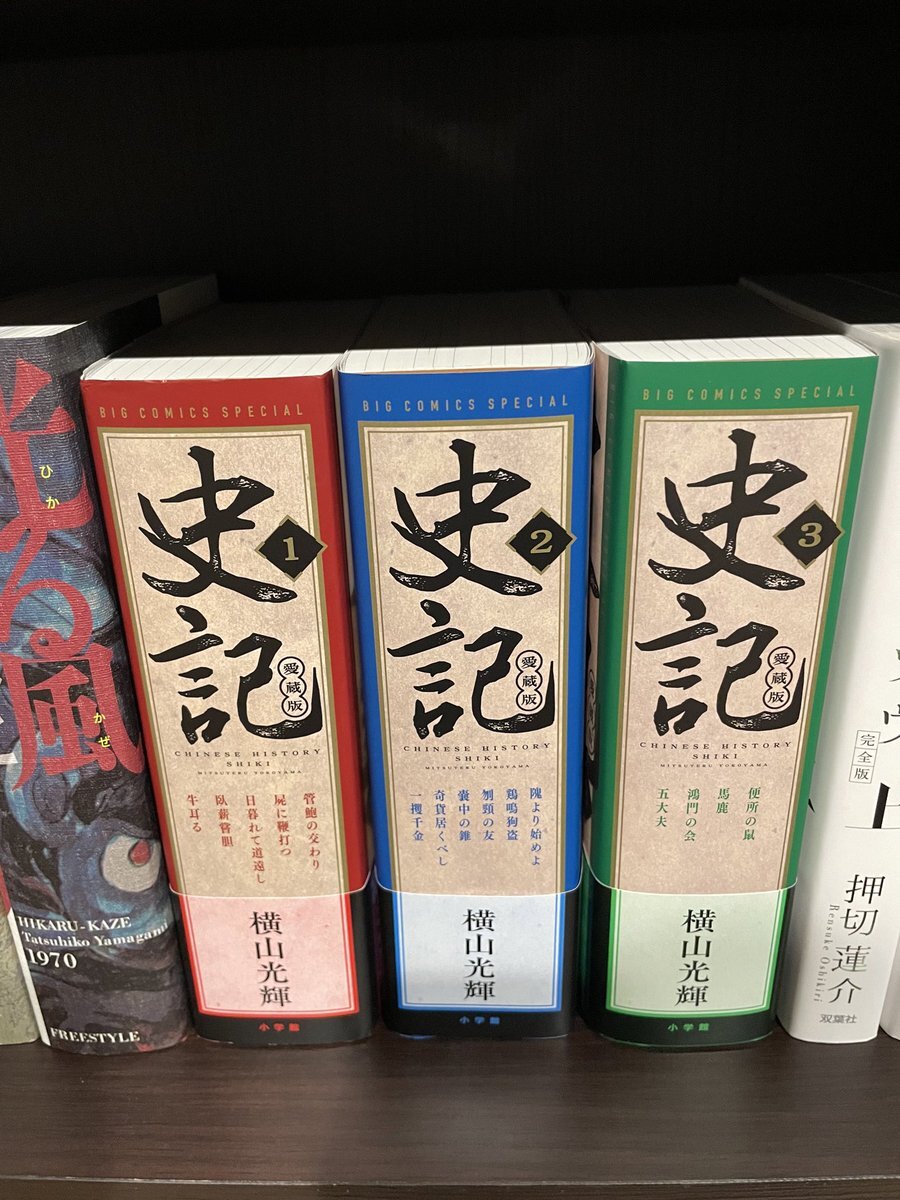 光る風
ひか
かぜ
HIKARU-KAZE
Tatsuhiko Yamagami
1970
FREESTYLE
BIG COMICS SPECIAL
史記
1
愛蔵版
CHINESE HISTORY
SHIKI
MITSUTERU YOKOYAMA
管鮑の交わり
屍に鞭打つ
日暮れて道遠し
臥薪嘗胆
牛耳る
横山光輝
小学館
BIG COMICS SPECIAL
史記
2
愛蔵版
CHINESE HISTORY
SHIKI
MITSUTERU YOKOYAMA
隗より始めよ
鶏鳴狗盗
刎頸の友
嚢中の錐
奇貨居くべし
一攫千金
横山光輝
小学館
BIG COMICS SPECIAL
史記
3
愛蔵版
CHINESE HISTORY
SHIKI
MITSUTERU YOKOYAMA
便所の鼠
馬鹿
鴻門の会
五大夫
横山光輝
小学館
完全版
上
押切蓮介
Rensuke Oshikiri
双葉社